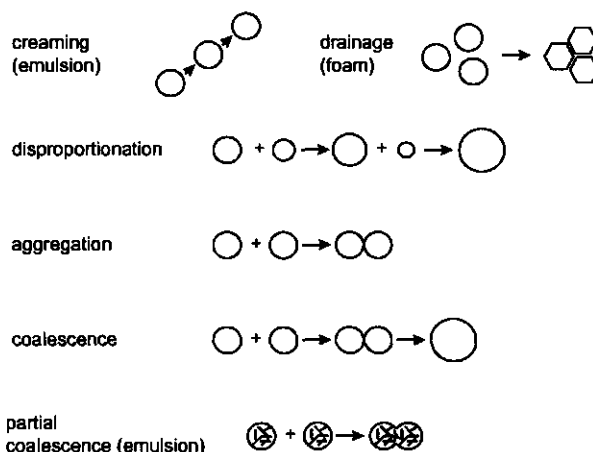 creaming
(emulsion)
drainage
(foam)
disproportionation
+
+
aggregation
+
coalescence
+
partial
coalescence (emulsion)
+